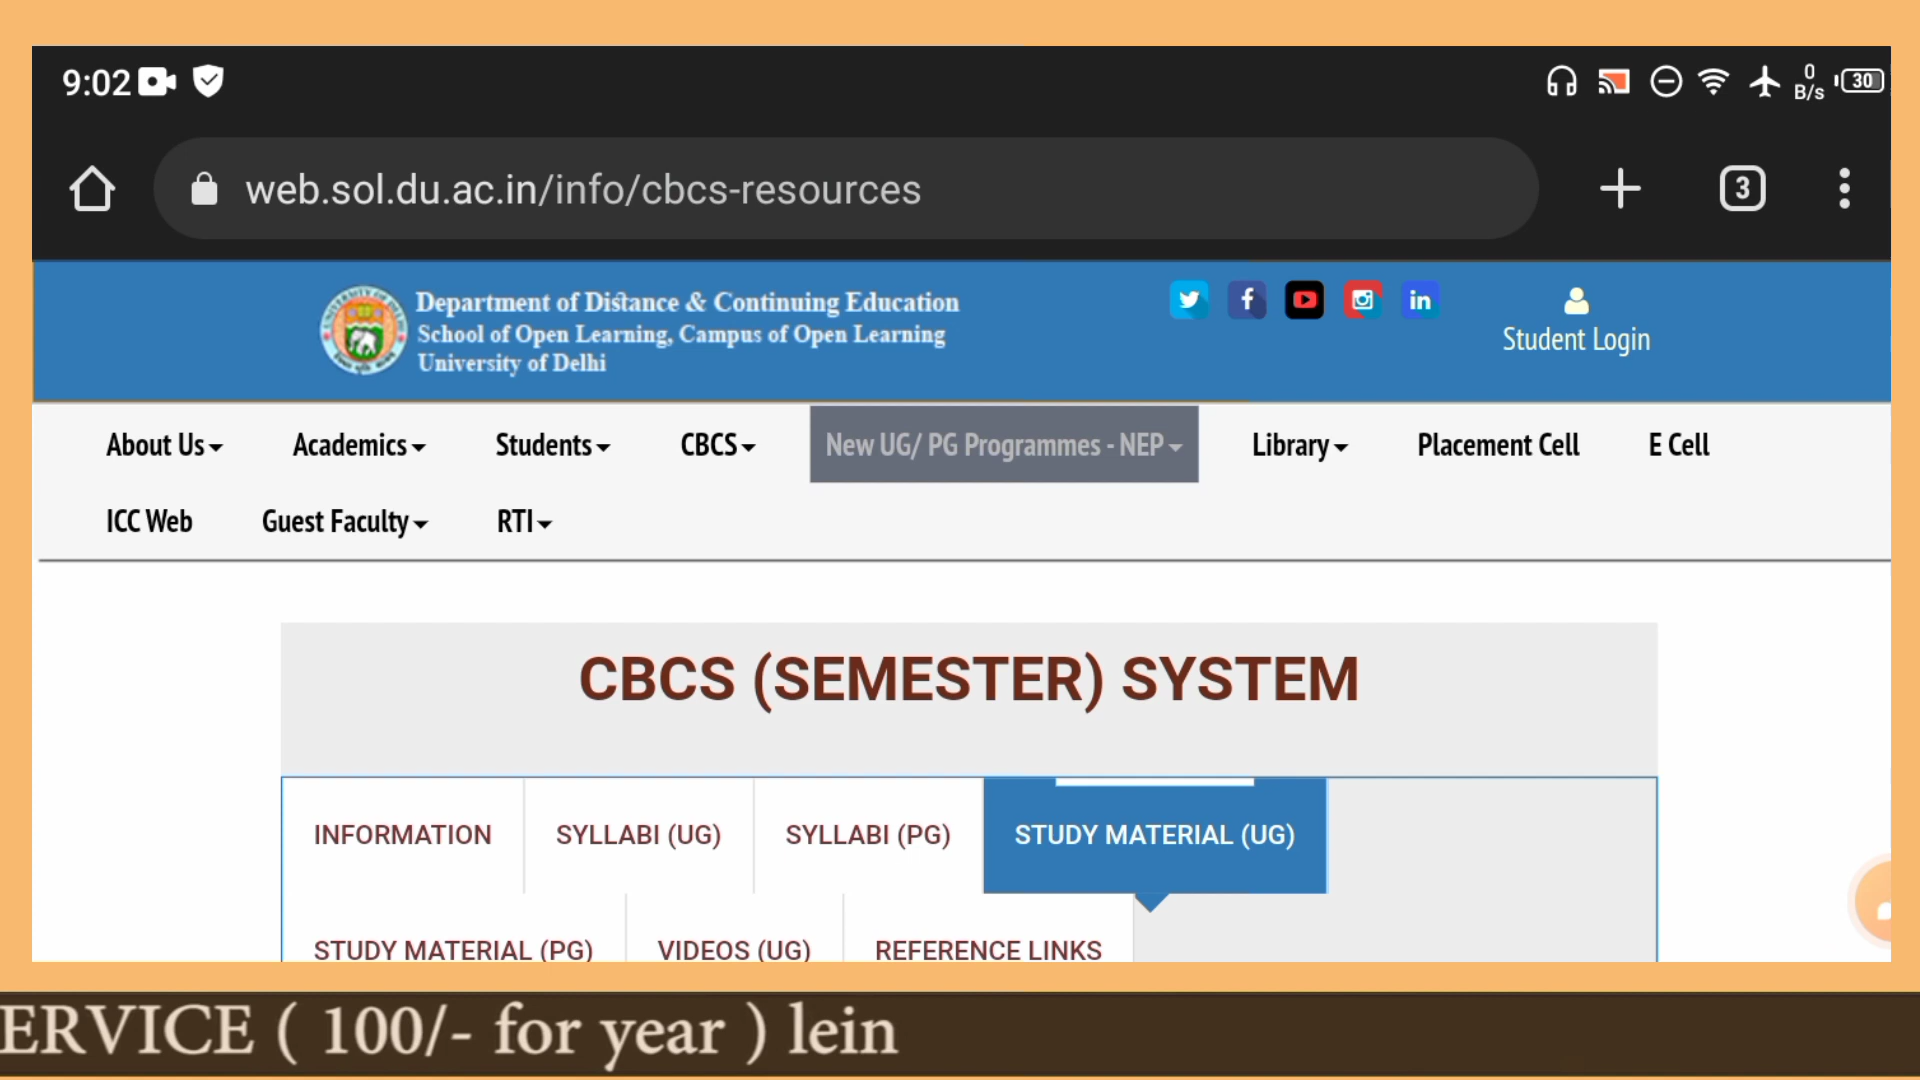 9:02
0
B/s
30
web.sol.du.ac.in/info/cbcs-resources
3
Department of Distance & Continuing Education
School of Open Learning, Campus of Open Learning
University of Delhi
f
in
Student Login
About Us
Academics
Students
CBCS
New UG/ PG Programmes - NEP
Library
Placement Cell
E Cell
ICC Web
Guest Faculty
RTI
CBCS (SEMESTER) SYSTEM
INFORMATION
SYLLABI (UG)
SYLLABI (PG)
STUDY MATERIAL (UG)
STUDY MATERIAL (PG)
VIDEOS (UG)
REFERENCE LINKS
ERVICE ( 100/- for year ) lein